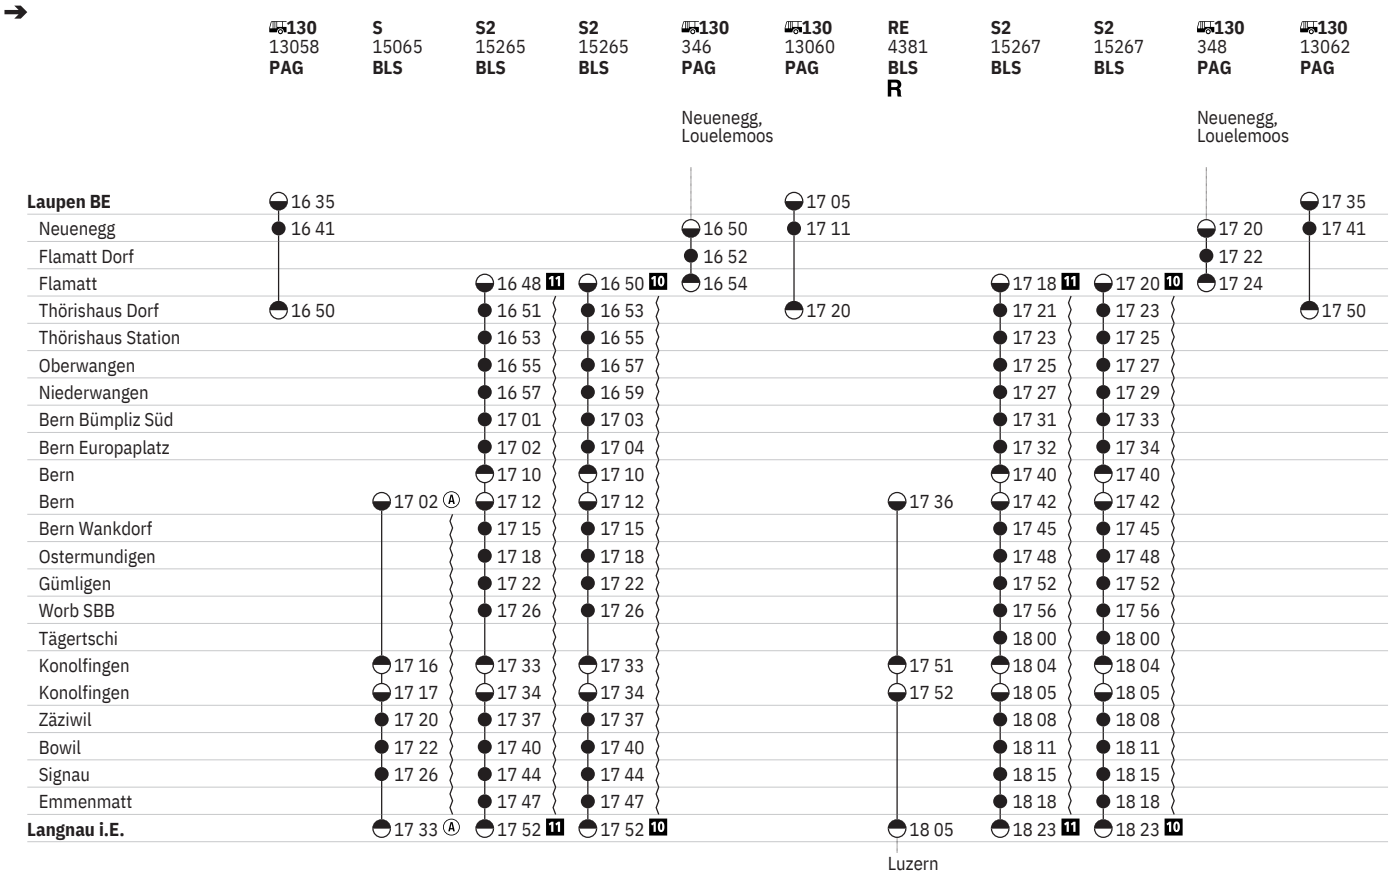 ➔
130 S S2 S2 130 130 RE S2 S2 130 130
13058 15065 15265 15265 346 13060 4381 15267 15267 348 13062
PAG BLS BLS BLS PAG PAG BLS BLS BLS PAG PAG
R
Neuenegg, Neuenegg,
Louelemoos Louelemoos
Laupen BE 16 35 17 05 17 35
Neuenegg 16 41 16 50 17 11 17 20 17 41
Flamatt Dorf 16 52 17 22
Flamatt 16 48 11 16 50 10 16 54 17 18 11 17 20 10 17 24
Thörishaus Dorf 16 50 16 51 16 53 17 20 17 21 17 23 17 50
Thörishaus Station 16 53 16 55 17 23 17 25
Oberwangen 16 55 16 57 17 25 17 27
Niederwangen 16 57 16 59 17 27 17 29
Bern Bümpliz Süd 17 01 17 03 17 31 17 33
Bern Europaplatz 17 02 17 04 17 32 17 34
Bern 17 10 17 10 17 40 17 40
Bern 17 02 A 17 12 17 12 17 36 17 42 17 42
Bern Wankdorf 17 15 17 15 17 45 17 45
Ostermundigen 17 18 17 18 17 48 17 48
Gümligen 17 22 17 22 17 52 17 52
Worb SBB 17 26 17 26 17 56 17 56
Tägertschi 18 00 18 00
Konolfingen 17 16 17 33 17 33 17 51 18 04 18 04
Konolfingen 17 17 17 34 17 34 17 52 18 05 18 05
Zäziwil 17 20 17 37 17 37 18 08 18 08
Bowil 17 22 17 40 17 40 18 11 18 11
Signau 17 26 17 44 17 44 18 15 18 15
Emmenmatt 17 47 17 47 18 18 18 18
Langnau i.E. 17 33 A 17 52 11 17 52 10 18 05 18 23 11 18 23 10
Luzern